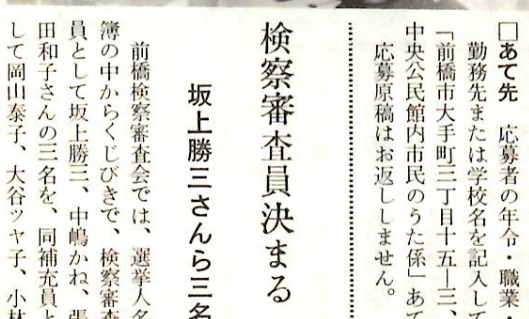 □あて先　応募者の年令・職業・
勤務先または学校名を記入して
「前橋市大手町三丁目十五―三、
中央公民館内市民のうた係」あて
応募原稿はお返ししません。
検察審査員決まる
坂上勝三さんら三名
前橋検察審査会では、選挙人名
簿の中からくじびきで、検察審査
員として坂上勝三、中嶋かね、張
田和子さんの三名を、同補充員と
して岡山泰子、大谷ツヤ子、小林